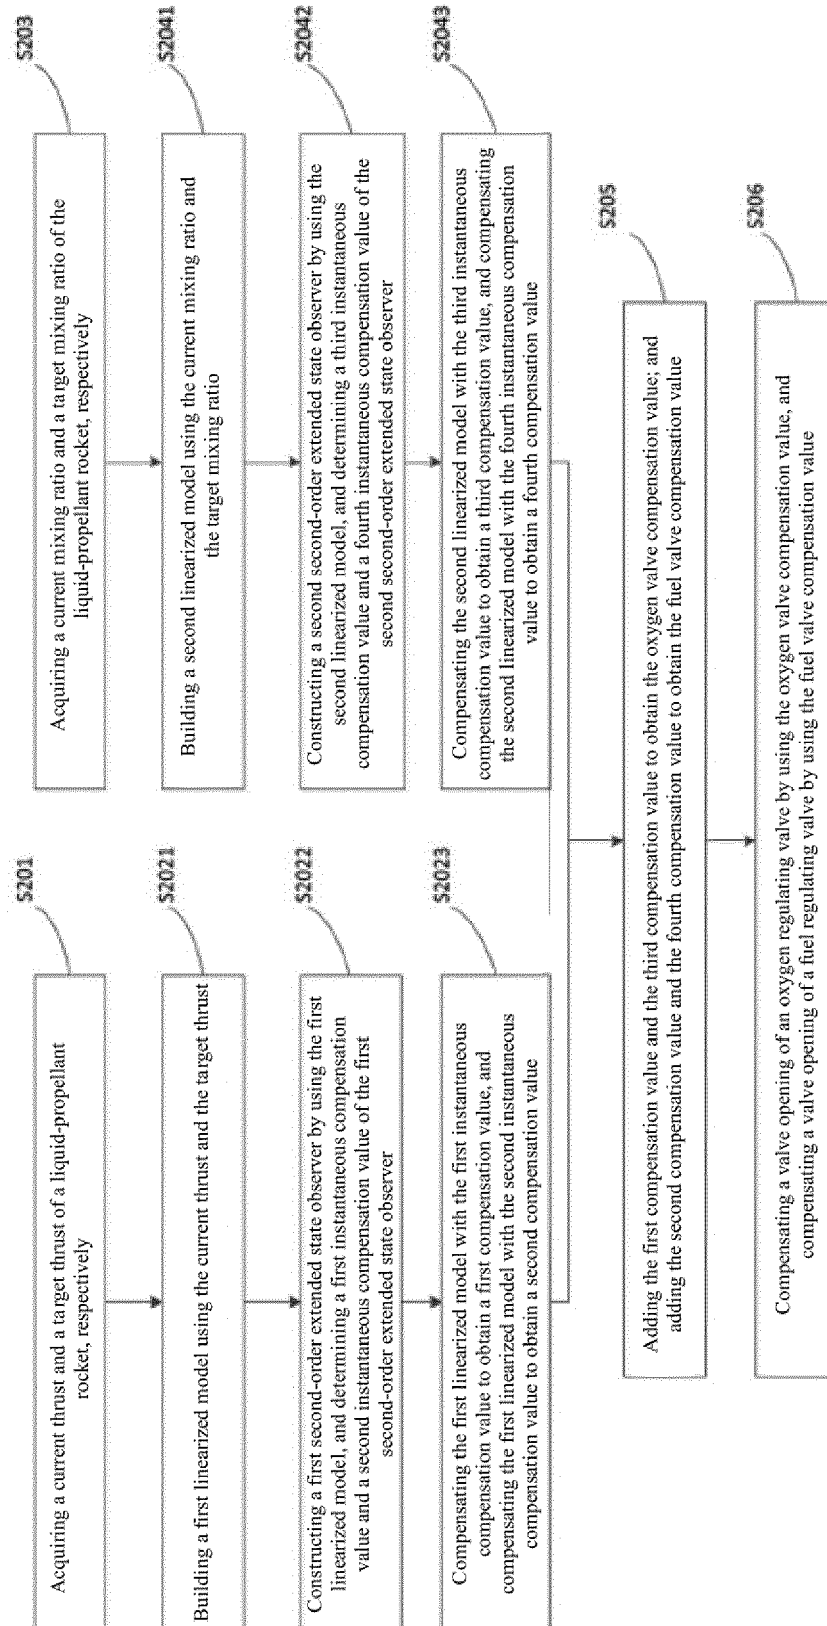 S201
Acquiring a current thrust and a target thrust of a liquid-propellant
rocket, respectively
S2021
Building a first linearized model using the current thrust and the target thrust
S2022
Constructing a first second-order extended state observer by using the first
linearized model, and determining a first instantaneous compensation
value and a second instantaneous compensation value of the first
second-order extended state observer
S2023
Compensating the first linearized model with the first instantaneous
compensation value to obtain a first compensation value, and
compensating the first linearized model with the second instantaneous
compensation value to obtain a second compensation value
S203
Acquiring a current mixing ratio and a target mixing ratio of the
liquid-propellant rocket, respectively
S2041
Building a second linearized model using the current mixing ratio and
the target mixing ratio
S2042
Constructing a second second-order extended state observer by using the
second linearized model, and determining a third instantaneous
compensation value and a fourth instantaneous compensation value of the
second second-order extended state observer
S2043
Compensating the second linearized model with the third instantaneous
compensation value to obtain a third compensation value, and compensating
the second linearized model with the fourth instantaneous compensation
value to obtain a fourth compensation value
S205
Adding the first compensation value and the third compensation value to obtain the oxygen valve compensation value; and
adding the second compensation value and the fourth compensation value to obtain the fuel valve compensation value
S206
Compensating a valve opening of an oxygen regulating valve by using the oxygen valve compensation value, and
compensating a valve opening of a fuel regulating valve by using the fuel valve compensation value